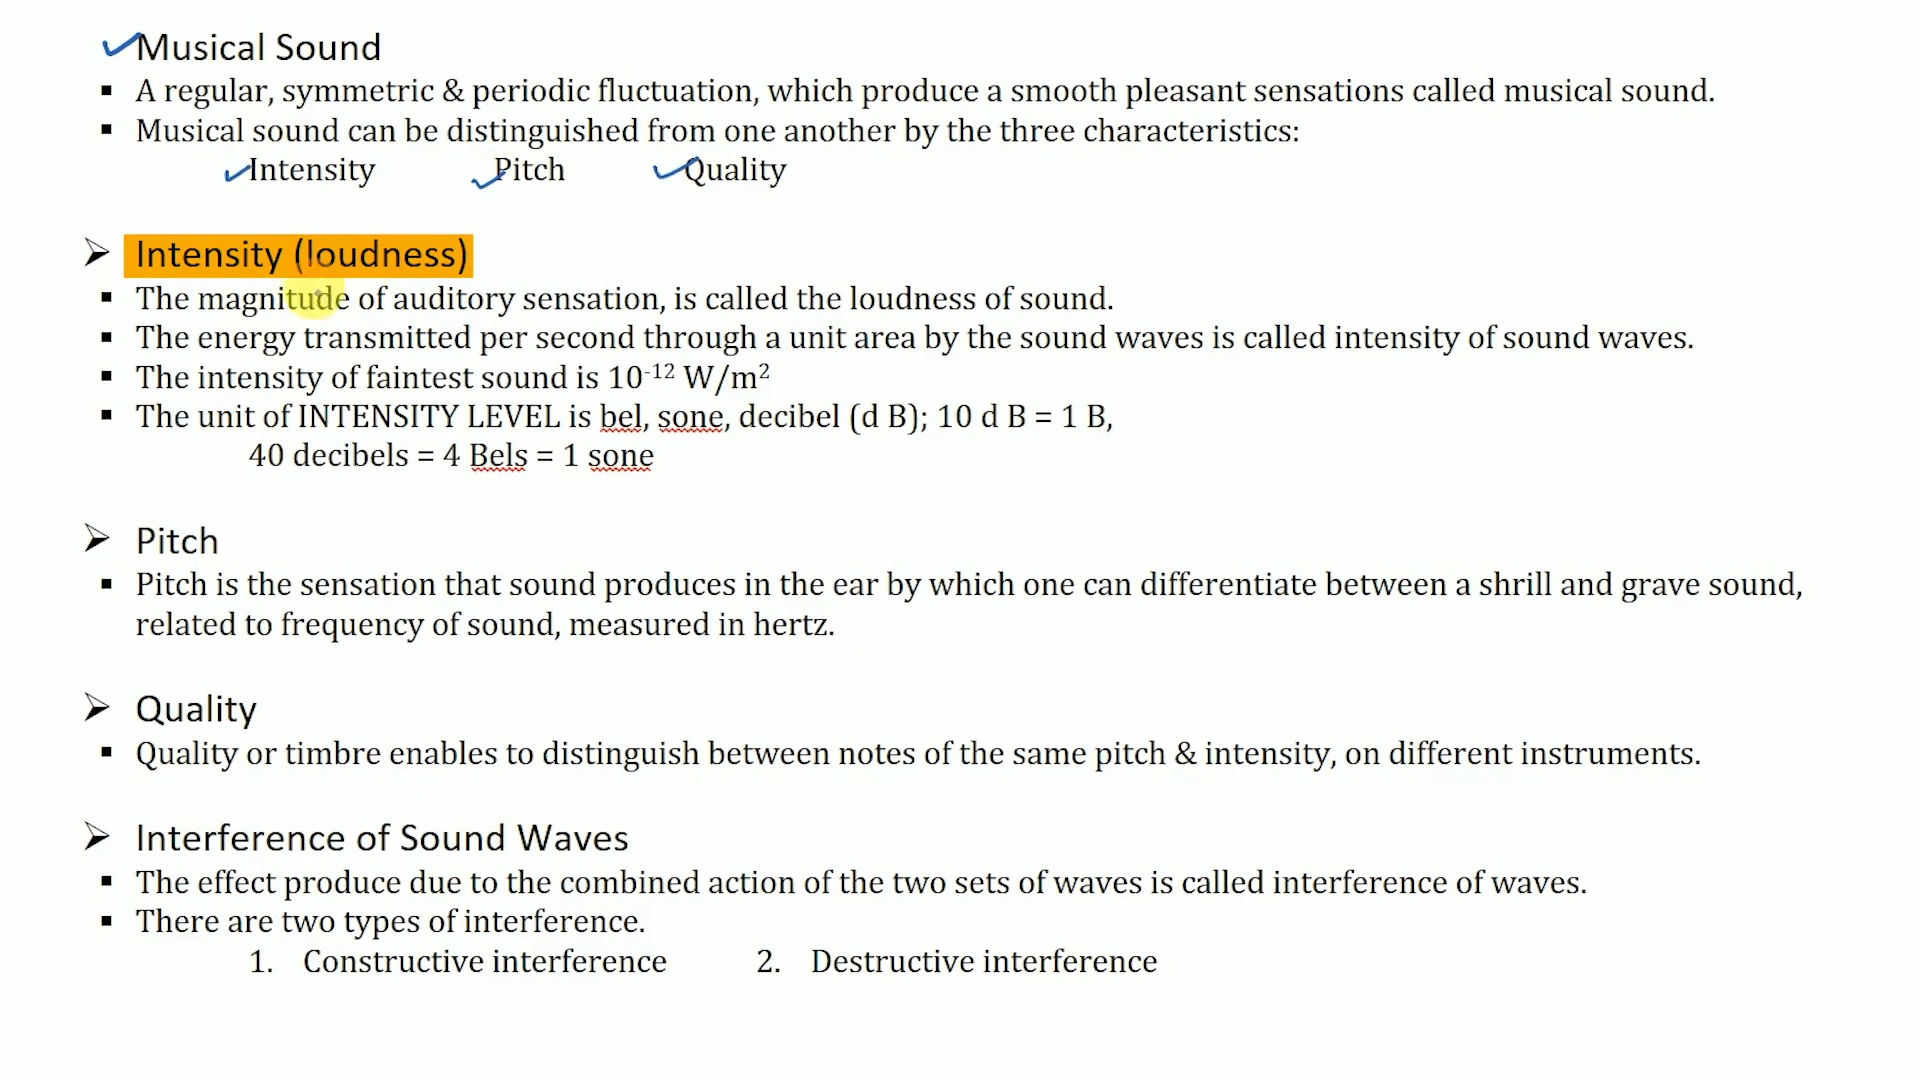 Musical Sound
▪ A regular, symmetric & periodic fluctuation, which produce a smooth pleasant sensations called musical sound.
▪ Musical sound can be distinguished from one another by the three characteristics:
Intensity Pitch Quality
➢ Intensity (loudness)
▪ The magnitude of auditory sensation, is called the loudness of sound.
▪ The energy transmitted per second through a unit area by the sound waves is called intensity of sound waves.
▪ The intensity of faintest sound is 10⁻¹² W/m²
▪ The unit of INTENSITY LEVEL is bel, sone, decibel (d B); 10 d B = 1 B,
40 decibels = 4 Bels = 1 sone
➢ Pitch
▪ Pitch is the sensation that sound produces in the ear by which one can differentiate between a shrill and grave sound,
related to frequency of sound, measured in hertz.
➢ Quality
▪ Quality or timbre enables to distinguish between notes of the same pitch & intensity, on different instruments.
➢ Interference of Sound Waves
▪ The effect produce due to the combined action of the two sets of waves is called interference of waves.
▪ There are two types of interference.
1. Constructive interference 2. Destructive interference